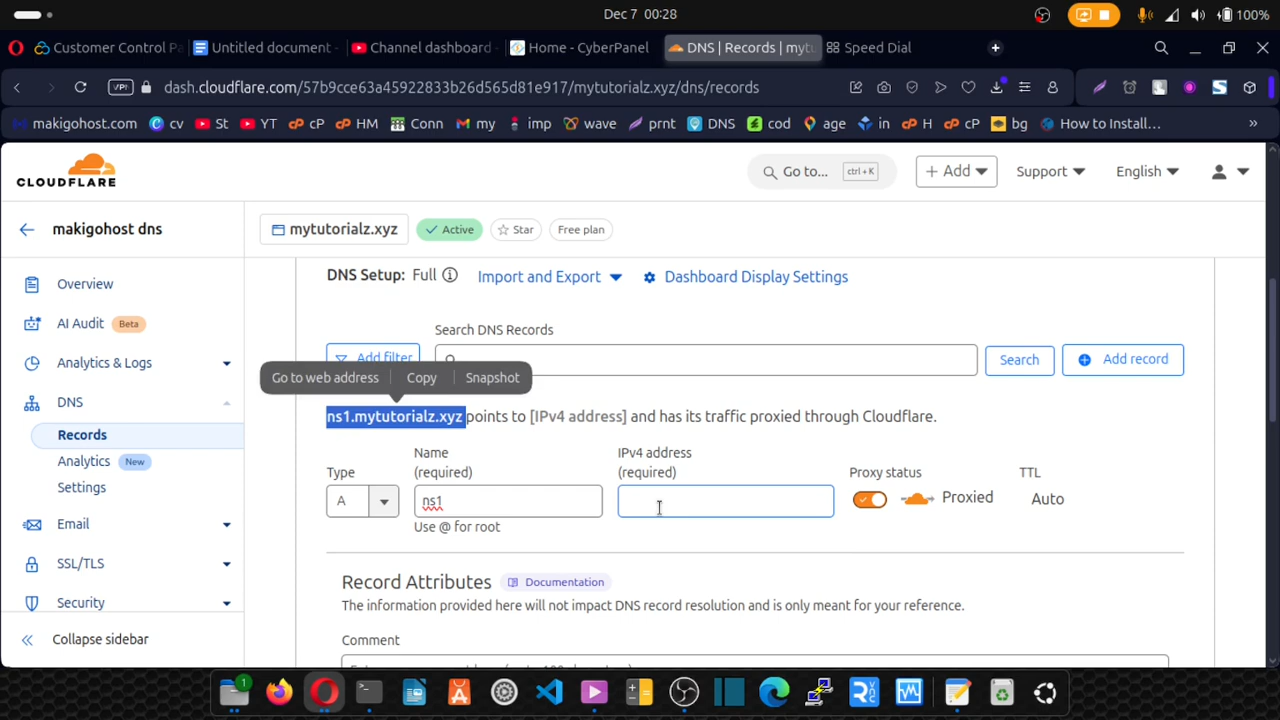 Dec 7 00:28
100%
Customer Control Pa
Untitled document -
Channel dashboard -
Home - CyberPanel
DNS | Records | mytu
Speed Dial
VPN
dash.cloudflare.com/57b9cce63a45922833b26d565d81e917/mytutorialz.xyz/dns/records
makigohost.com
cv
St
YT
cP
HM
Conn
my
imp
wave
prnt
DNS
cod
age
in
H
cP
bg
How to Install...
»
CLOUDFLARE
Go to...
ctrl + K
+ Add
Support
English
makigohost dns
mytutorialz.xyz
Active
Star
Free plan
Overview
AI Audit Beta
Analytics & Logs
DNS
Records
Analytics New
Settings
Email
SSL/TLS
Security
Collapse sidebar
DNS Setup: Full
Import and Export
Dashboard Display Settings
Search DNS Records
Add filter
Search
Add record
Go to web address
Copy
Snapshot
ns1.mytutorialz.xyz points to [IPv4 address] and has its traffic proxied through Cloudflare.
Type
Name
(required)
IPv4 address
(required)
Proxy status
TTL
A
ns1
Proxied
Auto
Use @ for root
Record Attributes
Documentation
The information provided here will not impact DNS record resolution and is only meant for your reference.
Comment
1